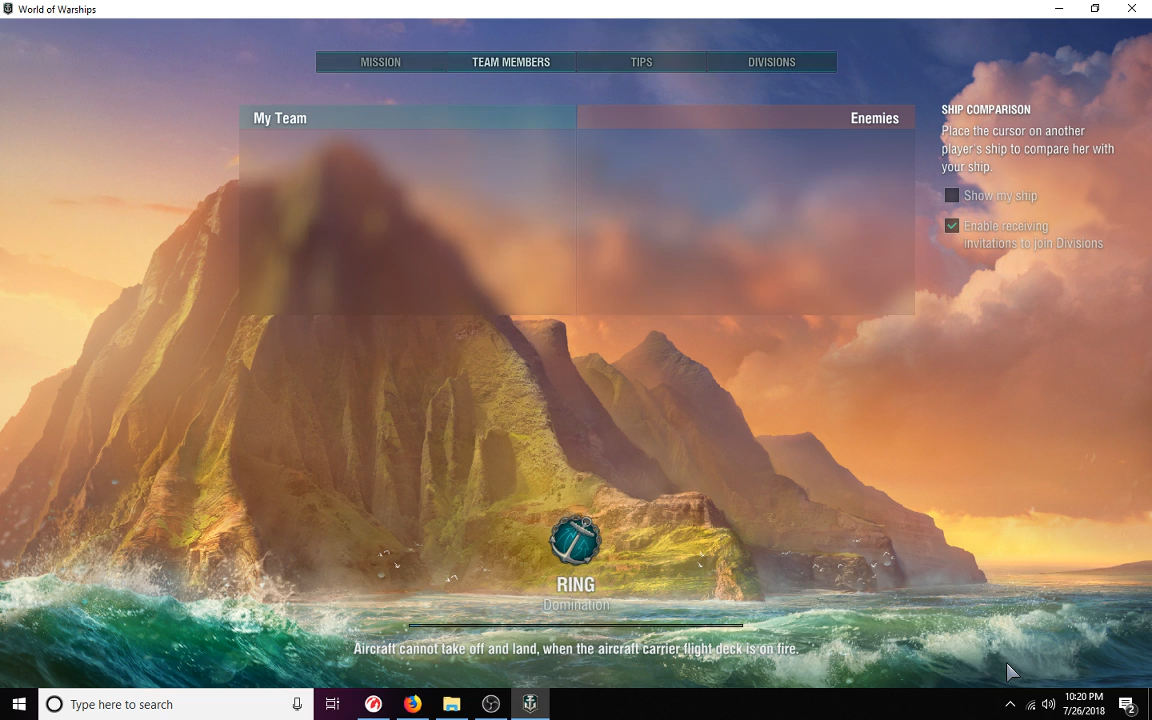 World of Warships
MISSION
TEAM MEMBERS
TIPS
DIVISIONS
My Team
Enemies
SHIP COMPARISON
Place the cursor on another
player's ship to compare her with
your ship.
Show my ship
Enable receiving
invitations to join Divisions
RING
Domination
Aircraft cannot take off and land, when the aircraft carrier flight deck is on fire.
Type here to search
10:20 PM
7/26/2018
2